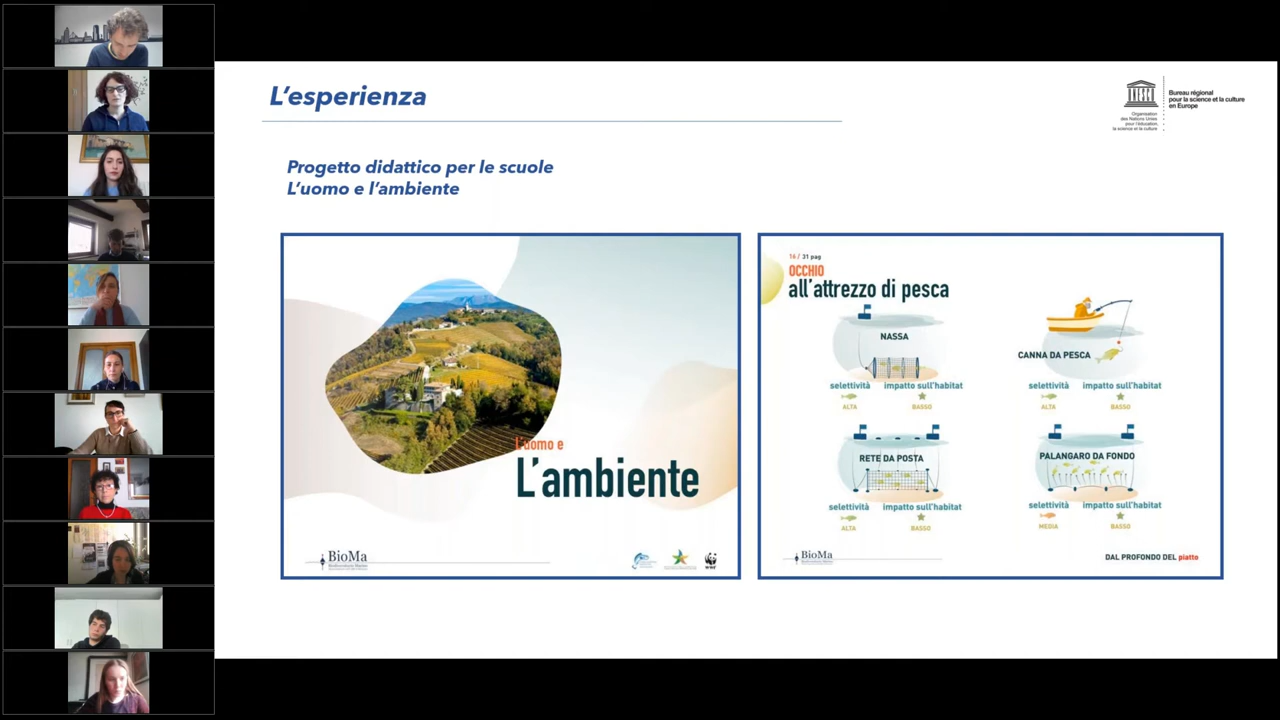 L'esperienza
UNESCO
Organisation
des Nations Unies
pour l'éducation,
la science et la culture
Bureau régional
pour la science et la culture
en Europe
Progetto didattico per le scuole
L'uomo e l'ambiente
L'uomo e
L'ambiente
BioMa
WWF
16 / 31 pag
OCCHIO
all'attrezzo di pesca
NASSA
selettività impatto sull'habitat
ALTA BASSO
CANNA DA PESCA
selettività impatto sull'habitat
ALTA BASSO
RETE DA POSTA
selettività impatto sull'habitat
ALTA BASSO
PALANGARO DA FONDO
selettività impatto sull'habitat
MEDIA BASSO
BioMa
DAL PROFONDO DEL piatto